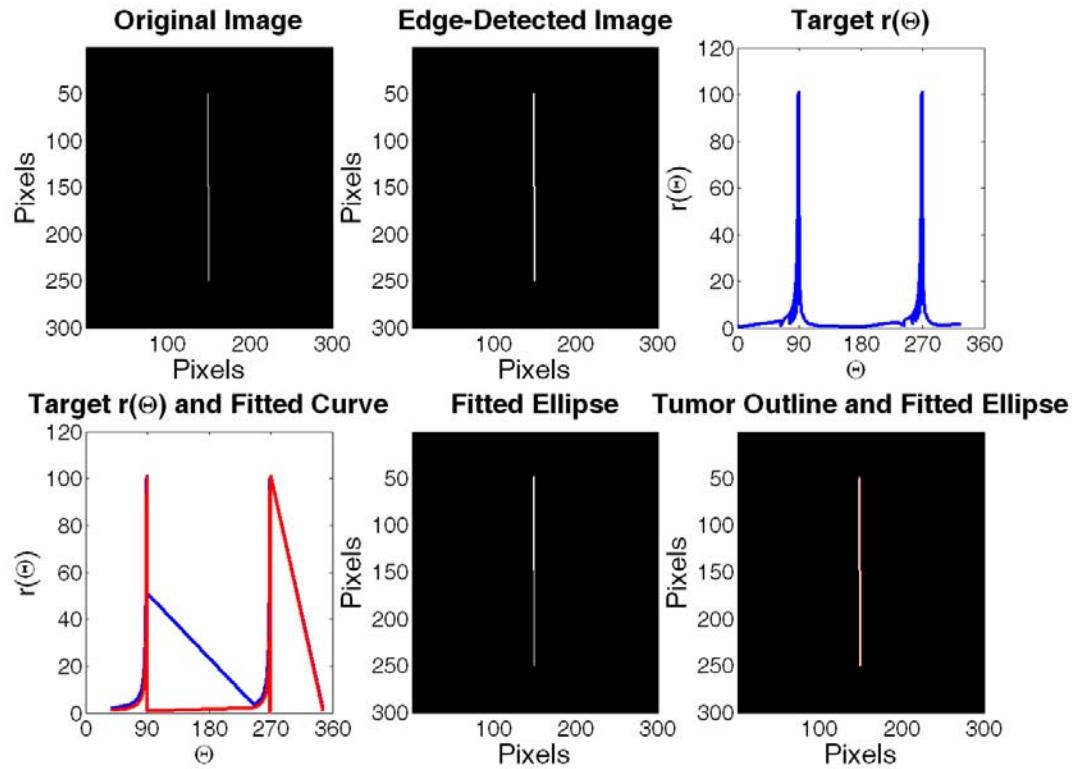 Original Image
Edge-Detected Image
Target r(Θ)
50
100
150
200
250
300
Pixels
100 200 300
Pixels
50
100
150
200
250
300
Pixels
100 200 300
Pixels
120
100
80
60
40
20
0
r(Θ)
0 90 180 270 360
Θ
Target r(Θ) and Fitted Curve
Fitted Ellipse
Tumor Outline and Fitted Ellipse
120
100
80
60
40
20
0
r(Θ)
0 90 180 270 360
Θ
50
100
150
200
250
300
Pixels
100 200 300
Pixels
50
100
150
200
250
300
Pixels
100 200 300
Pixels